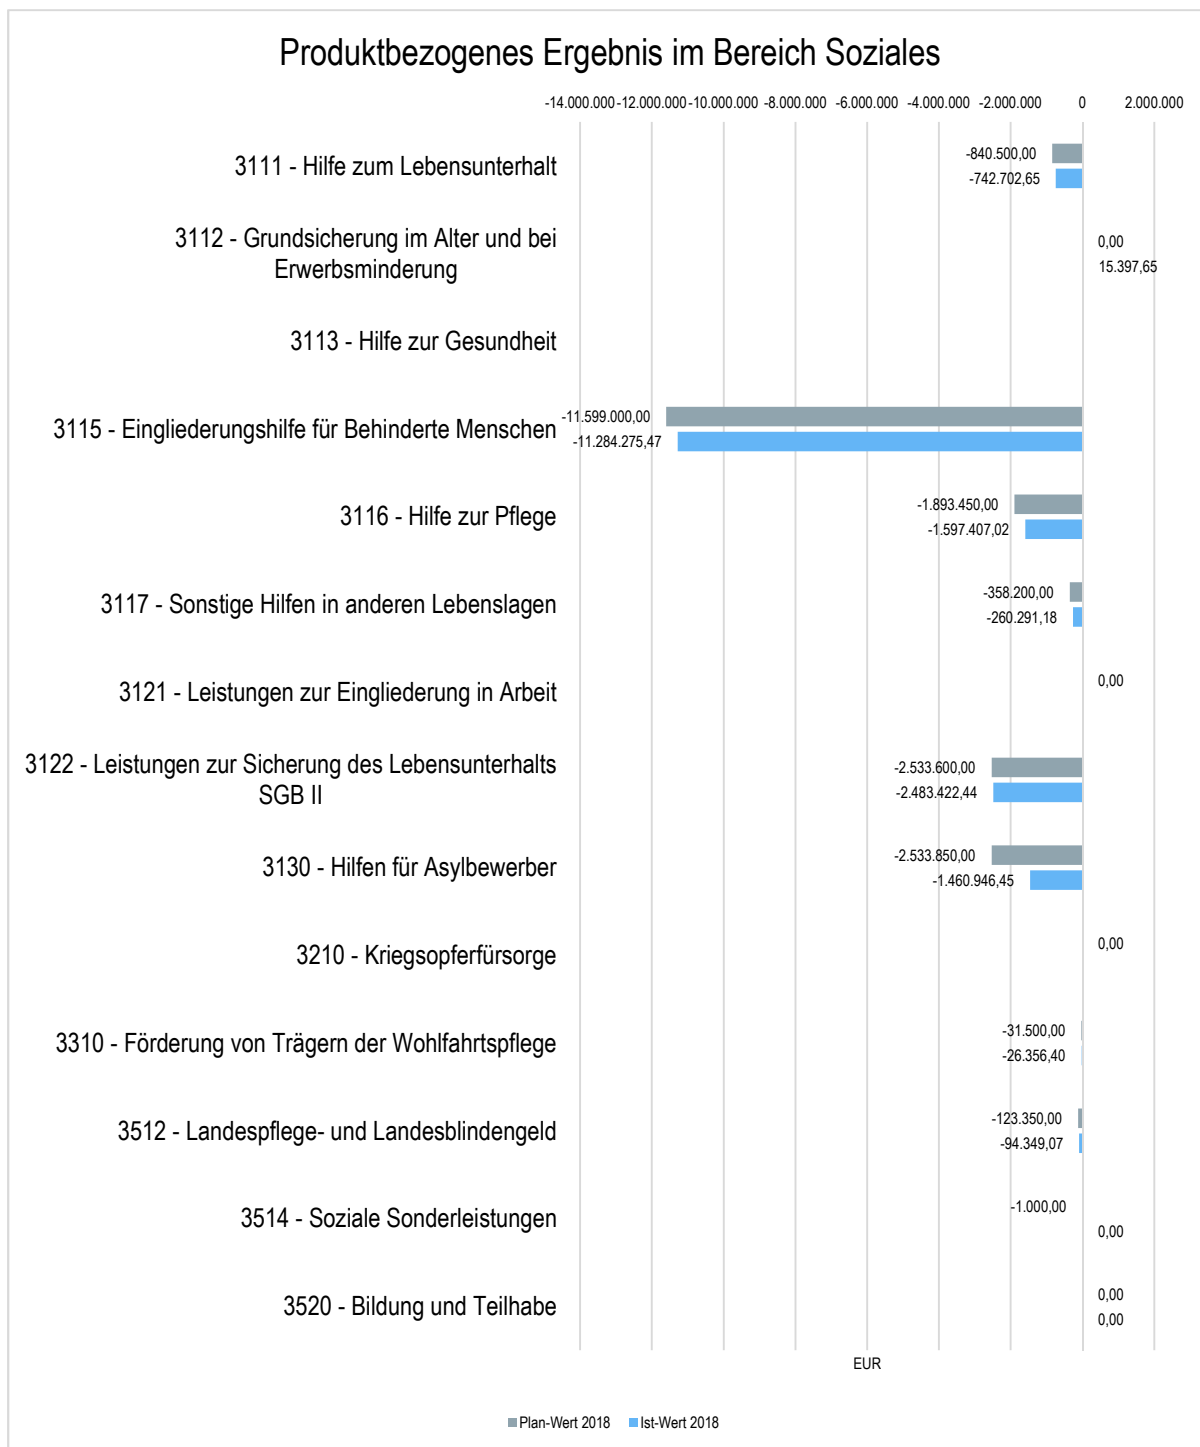 Produktbezogenes Ergebnis im Bereich Soziales
-14.000.000 -12.000.000 -10.000.000 -8.000.000 -6.000.000 -4.000.000 -2.000.000 0 2.000.000
3111 - Hilfe zum Lebensunterhalt
-840.500,00
-742.702,65
3112 - Grundsicherung im Alter und bei
Erwerbsminderung
0,00
15.397,65
3113 - Hilfe zur Gesundheit
3115 - Eingliederungshilfe für Behinderte Menschen
-11.599.000,00
-11.284.275,47
3116 - Hilfe zur Pflege
-1.893.450,00
-1.597.407,02
3117 - Sonstige Hilfen in anderen Lebenslagen
-358.200,00
-260.291,18
3121 - Leistungen zur Eingliederung in Arbeit
0,00
3122 - Leistungen zur Sicherung des Lebensunterhalts
SGB II
-2.533.600,00
-2.483.422,44
3130 - Hilfen für Asylbewerber
-2.533.850,00
-1.460.946,45
3210 - Kriegsopferfürsorge
0,00
3310 - Förderung von Trägern der Wohlfahrtspflege
-31.500,00
-26.356,40
3512 - Landespflege- und Landesblindengeld
-123.350,00
-94.349,07
3514 - Soziale Sonderleistungen
-1.000,00
0,00
3520 - Bildung und Teilhabe
0,00
0,00
EUR
Plan-Wert 2018 Ist-Wert 2018